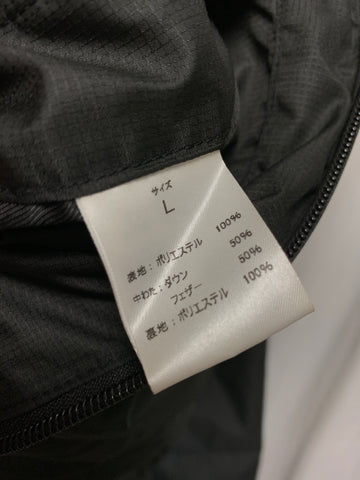 サイズ
L
表地：ポリエステル 100%
中わた：ダウン 50%
フェザー 50%
裏地：ポリエステル 100%